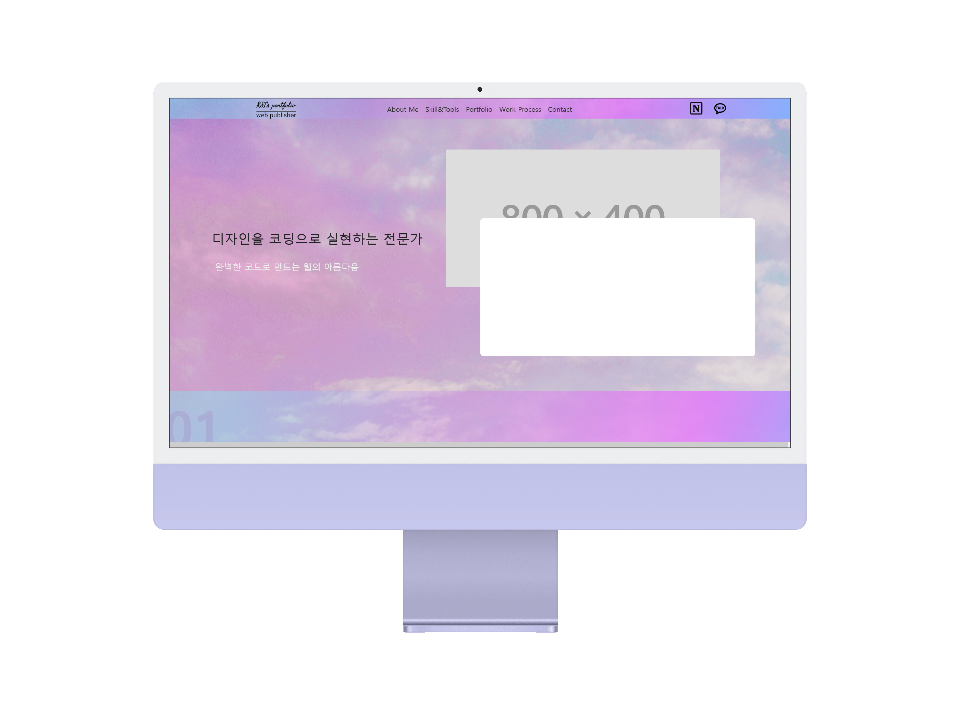 Kill's portfolio
web publisher
About Me Skill&Tools Portfolio Work Process Contact
N
디자인을 코딩으로 실현하는 전문가
완벽한 코드로 만드는 웹의 아름다움
800 × 400
01